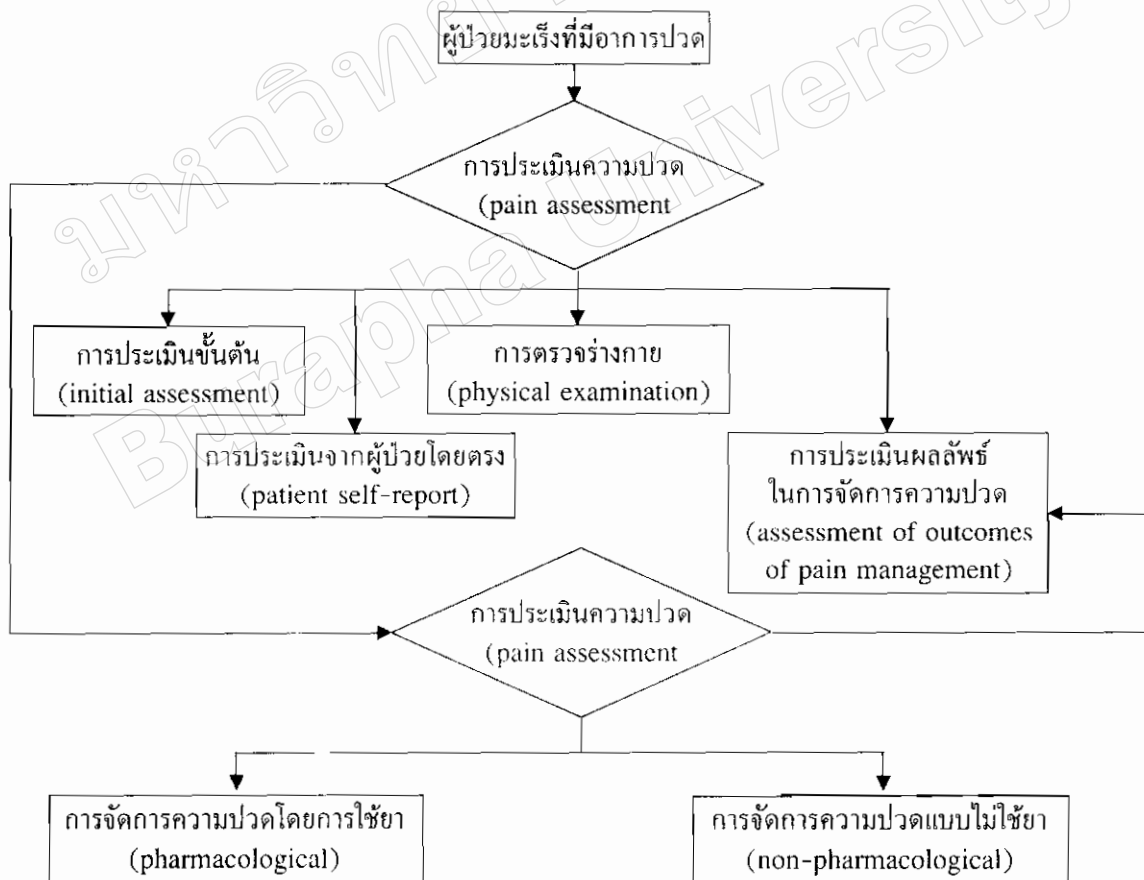 ผู้ป่วยมะเร็งที่มีอาการปวด
การประเมินความปวด
(pain assessment
การประเมินขั้นต้น
(initial assessment)
การตรวจร่างกาย
(physical examination)
การประเมินจากผู้ป่วยโดยตรง
(patient self-report)
การประเมินผลลัพธ์
ในการจัดการความปวด
(assessment of outcomes
of pain management)
การประเมินความปวด
(pain assessment
การจัดการความปวดโดยการใช้ยา
(pharmacological)
การจัดการความปวดแบบไม่ใช้ยา
(non-pharmacological)
Burapha University